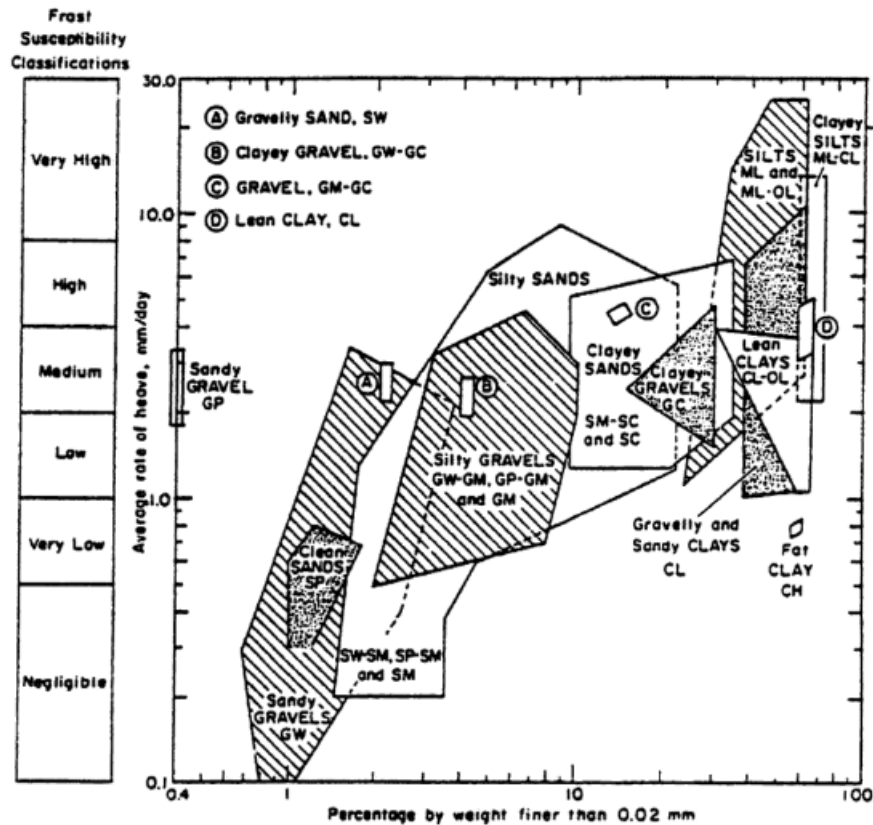 Frost
Susceptibility
Classifications
Very High
High
Medium
Low
Very Low
Negligible
Average rate of heave, mm/day
30.0
10.0
1.0
0.1
Ⓐ Gravelly SAND, SW
Ⓑ Clayey GRAVEL, GW-GC
Ⓒ GRAVEL, GM-GC
Ⓓ Lean CLAY, CL
Clayey
SILTS
ML-CL
SILTS
ML and
ML-OL
Silty SANDS
Ⓒ
Ⓓ
Sandy
GRAVEL
GP
Ⓐ
Ⓑ
Clayey
SANDS
SM-SC
and SC
Clayey
GRAVELS
GC
Lean
CLAYS
CL-OL
Silty GRAVELS
GW-GM, GP-GM
and GM
Clean
SANDS
SP
Gravelly and
Sandy CLAYS
CL
Fat
CLAY
CH
SW-SM, SP-SM
and SM
Sandy
GRAVELS
GW
0.4
1
10
100
Percentage by weight finer than 0.02 mm